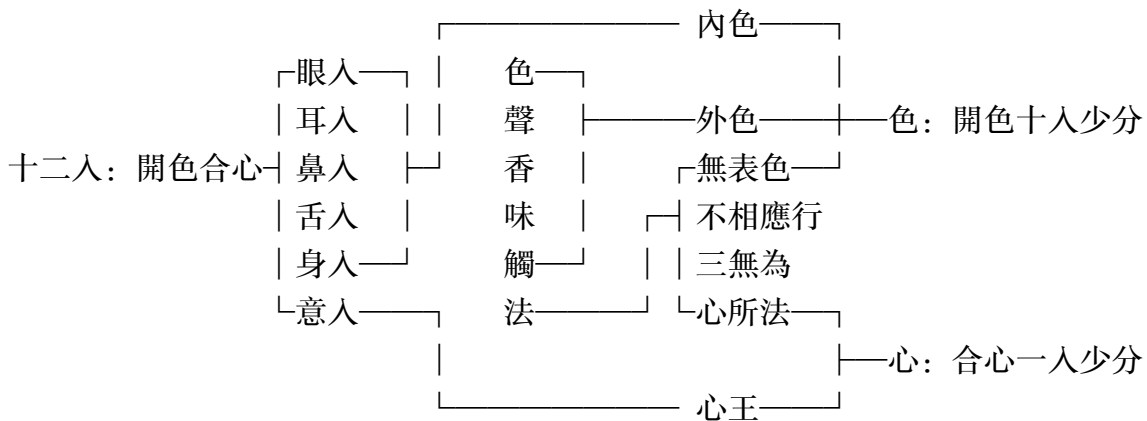 內色
眼入 色
耳入 聲 外色 色：開色十入少分
十二入：開色合心 鼻入 香 無表色
舌入 味 不相應行
身入 觸 三無為
意入 法 心所法
心：合心一入少分
心王